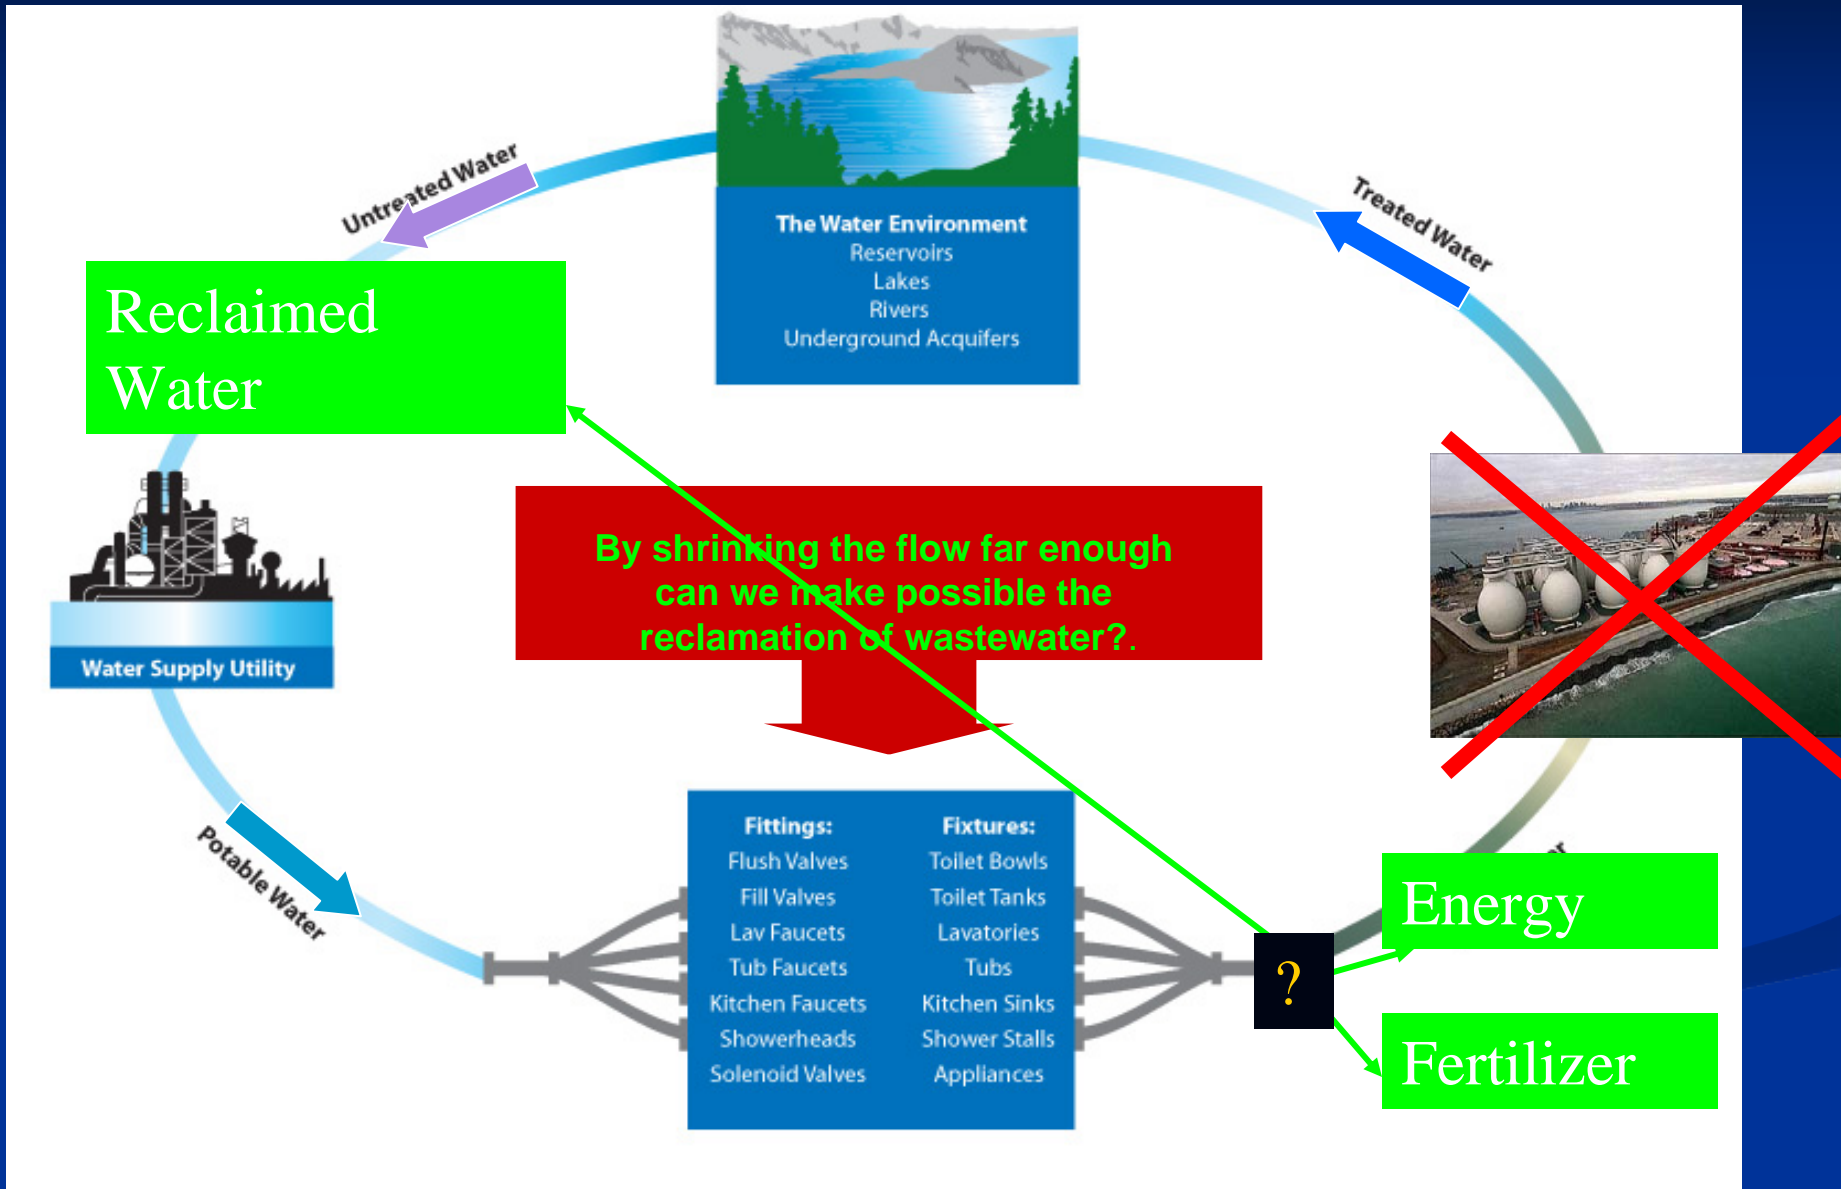 Untreated Water
Treated Water
The Water Environment
Reservoirs
Lakes
Rivers
Underground Acquifers
Reclaimed
Water
By shrinking the flow far enough
can we make possible the
reclamation of wastewater?.
Water Supply Utility
Potable Water
Fittings:
Flush Valves
Fill Valves
Lav Faucets
Tub Faucets
Kitchen Faucets
Showerheads
Solenoid Valves
Fixtures:
Toilet Bowls
Toilet Tanks
Lavatories
Tubs
Kitchen Sinks
Shower Stalls
Appliances
?
Energy
Fertilizer